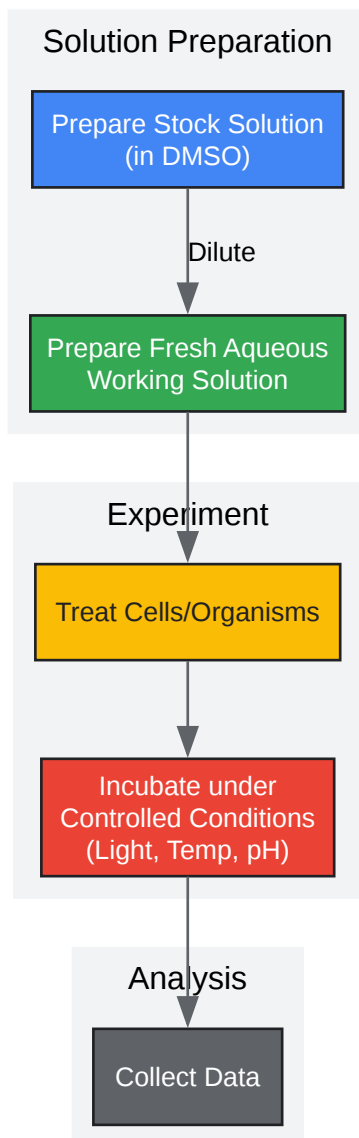 Solution Preparation
Prepare Stock Solution
(in DMSO)
Dilute
Prepare Fresh Aqueous
Working Solution
Experiment
Treat Cells/Organisms
Incubate under
Controlled Conditions
(Light, Temp, pH)
Analysis
Collect Data